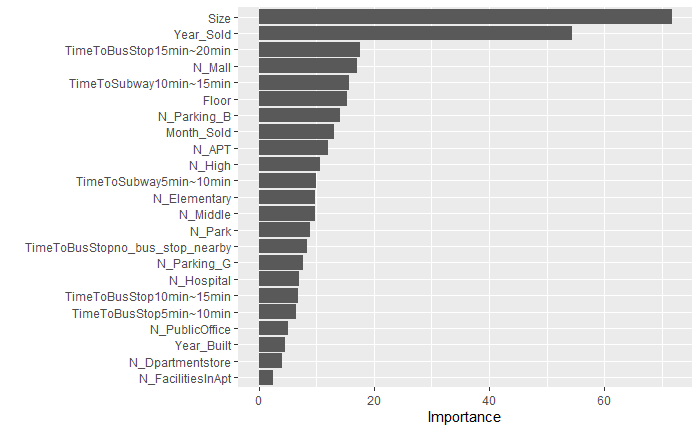 Size
Year_Sold
TimeToBusStop15min~20min
N_Mall
TimeToSubway10min~15min
Floor
N_Parking_B
Month_Sold
N_APT
N_High
TimeToSubway5min~10min
N_Elementary
N_Middle
N_Park
TimeToBusStopno_bus_stop_nearby
N_Parking_G
N_Hospital
TimeToBusStop10min~15min
TimeToBusStop5min~10min
N_PublicOffice
Year_Built
N_Dpartmentstore
N_FacilitiesInApt
0 20 40 60
Importance